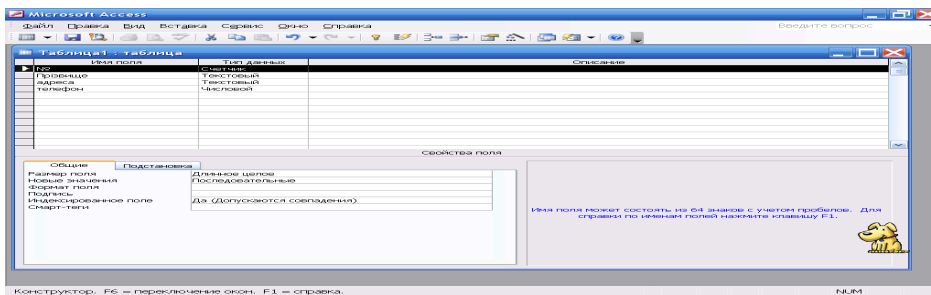 Microsoft Access
Файл Правка Вид Вставка Сервис Окно Справка Введите вопрос
Таблица1 : таблица
Имя поля Тип данных Описание
№ Счетчик
Прізвище Текстовый
адреса Текстовый
телефон Числовой
Свойства поля
Общие Подстановка
Размер поля Длинное целое
Новые значения Последовательные
Формат поля
Подпись
Индексированное поле Да (Допускаются совпадения)
Смарт-теги
Имя поля может состоять из 64 знаков с учетом пробелов. Для
справки по именам полей нажмите клавишу F1.
Конструктор. F6 = переключение окон. F1 = справка. NUM